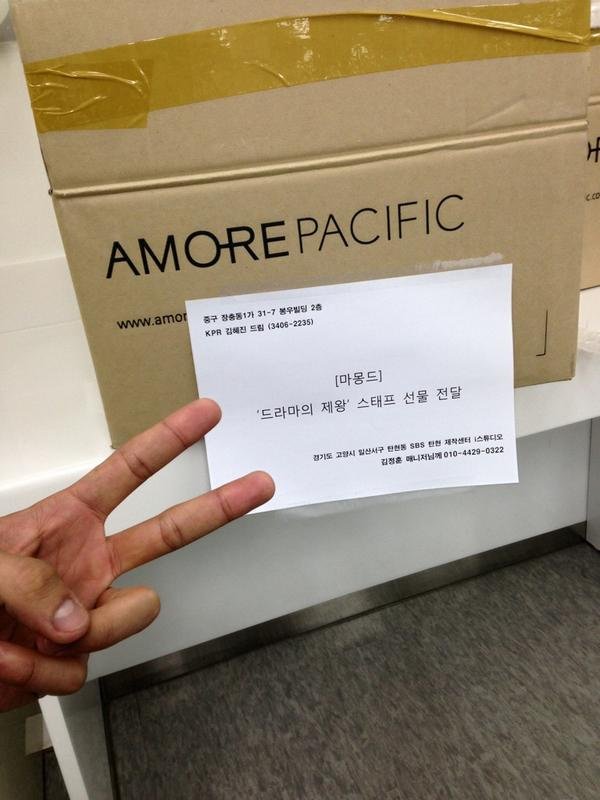 AMOREPACIFIC
www.amor
중구 장충동1가 31-7 봉우빌딩 2층
KPR 김혜진 드림 (3406-2235)
[마몽드]
‘드라마의 제왕’ 스태프 선물 전달
경기도 고양시 일산서구 탄현동 SBS 탄현 제작센터 i스튜디오
김정훈 매니저님께 010-4429-0322